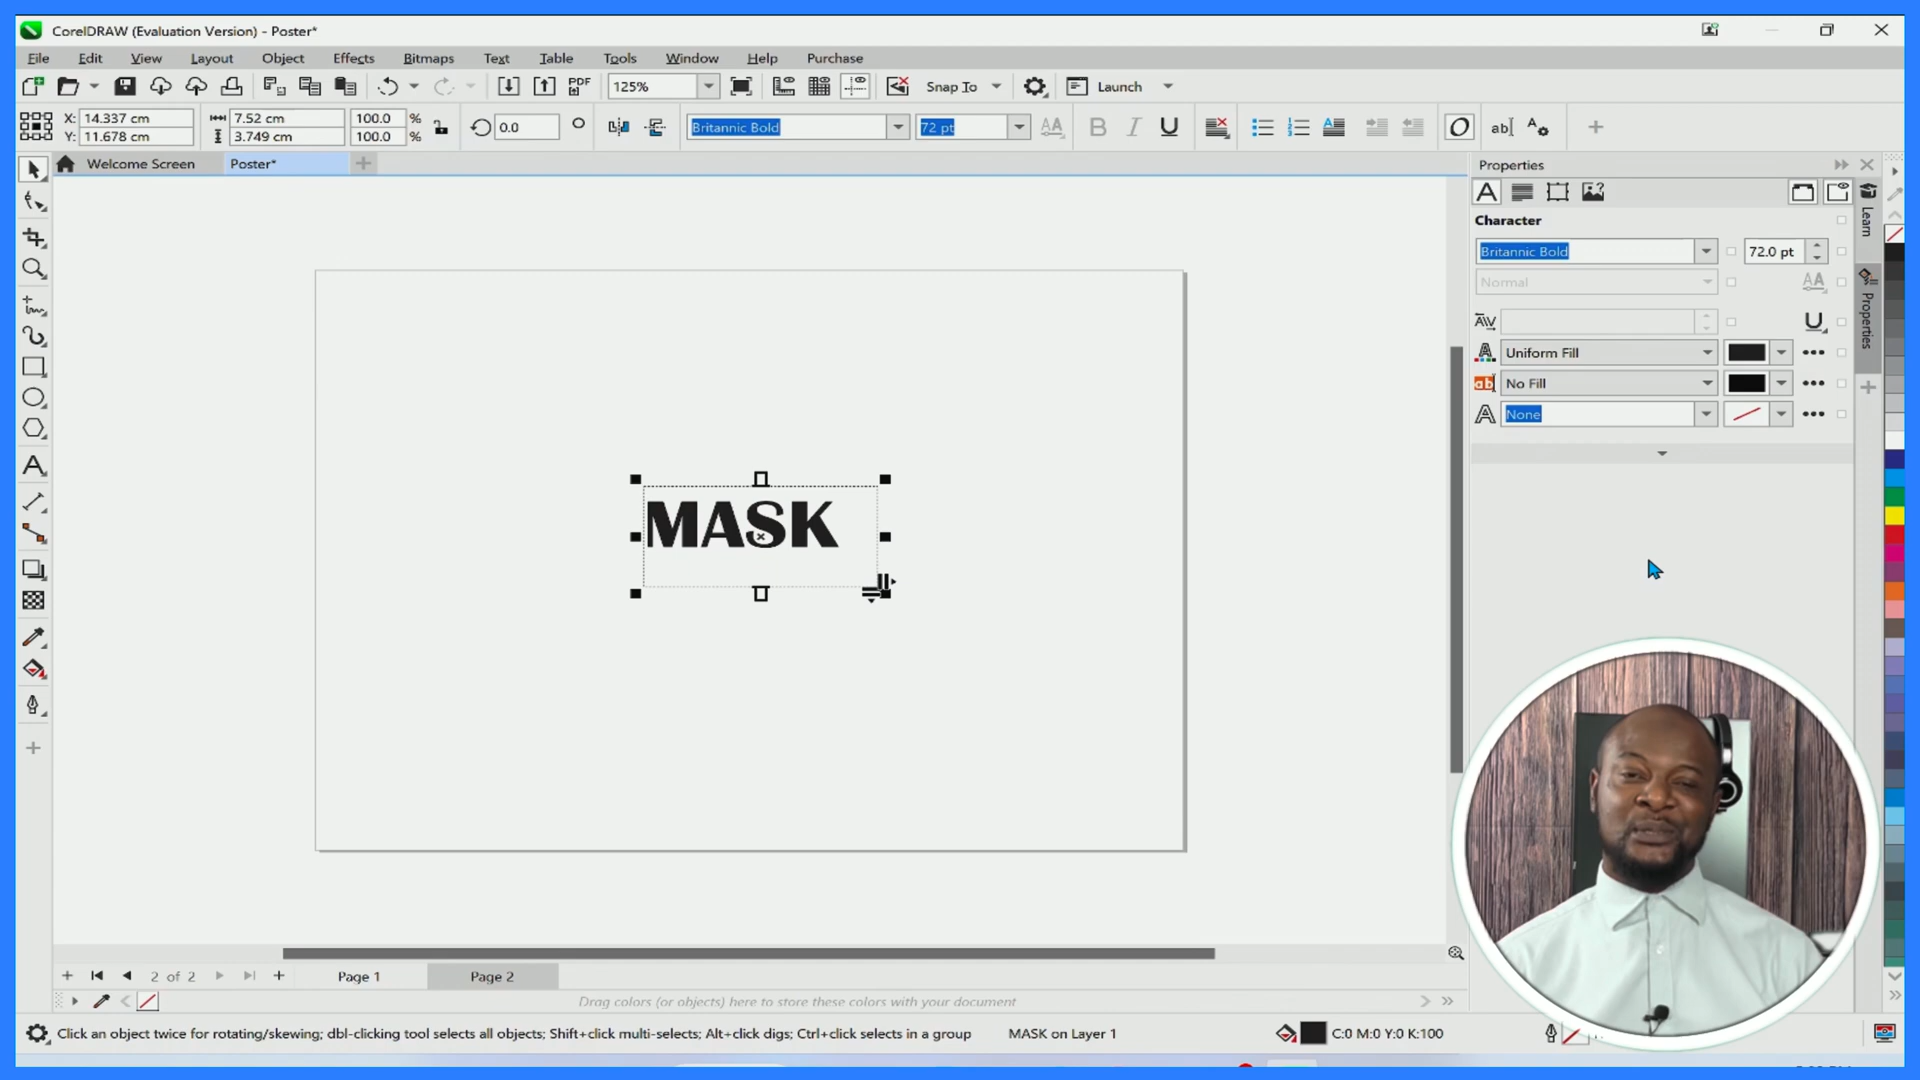 CorelDRAW (Evaluation Version) - Poster*
File Edit View Layout Object Effects Bitmaps Text Table Tools Window Help Purchase
PDF 125% Snap To Launch
X: 14.337 cm 7.52 cm 100.0 %
Y: 11.678 cm 3.749 cm 100.0 %
0.0 Britannic Bold 72 pt
Welcome Screen Poster*
Properties
Character
Britannic Bold 72.0 pt
Normal
Uniform Fill
No Fill
None
Learn
Properties
MASK
2 of 2 Page 1 Page 2
Drag colors (or objects) here to store these colors with your document
Click an object twice for rotating/skewing; dbl-clicking tool selects all objects; Shift+click multi-selects; Alt+click digs; Ctrl+click selects in a group MASK on Layer 1 C:0 M:0 Y:0 K:100